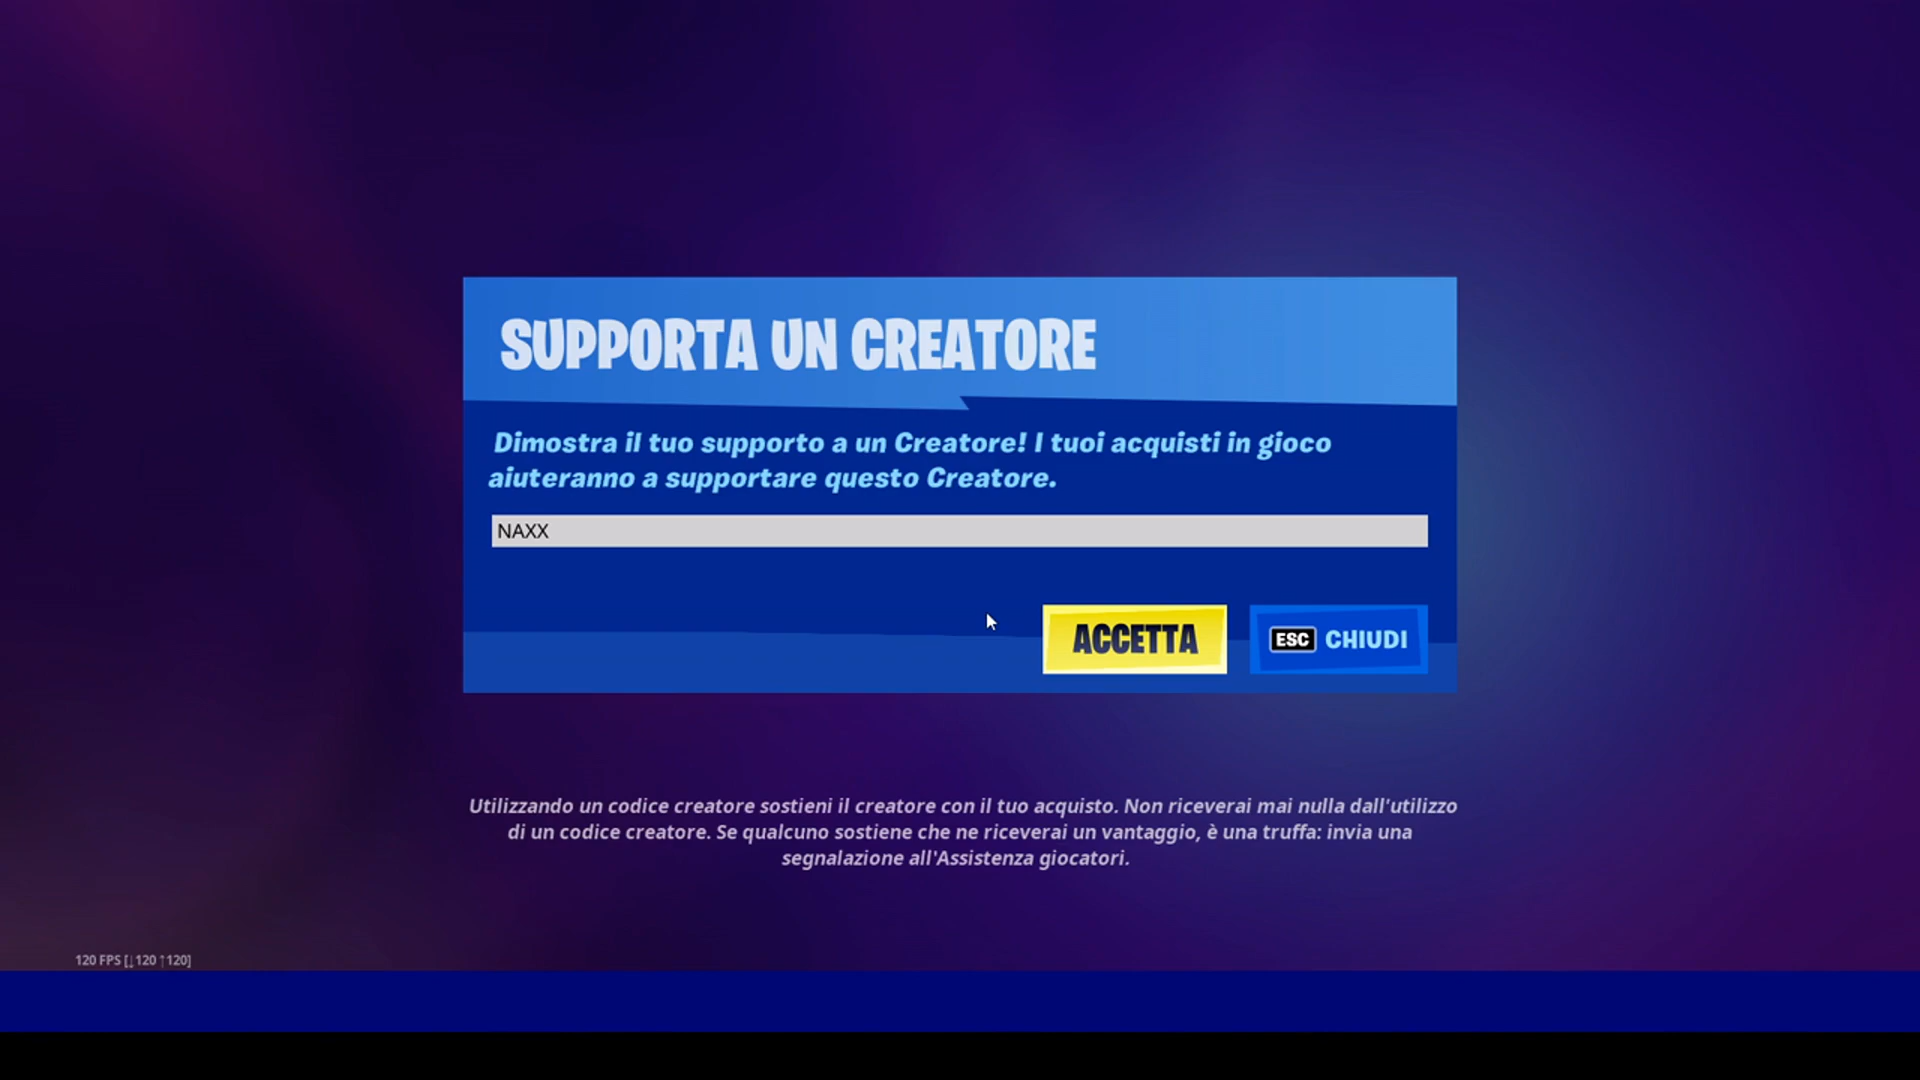 SUPPORTA UN CREATORE
Dimostra il tuo supporto a un Creatore! I tuoi acquisti in gioco
aiuteranno a supportare questo Creatore.
NAXX
ACCETTA
ESC CHIUDI
Utilizzando un codice creatore sostieni il creatore con il tuo acquisto. Non riceverai mai nulla dall'utilizzo
di un codice creatore. Se qualcuno sostiene che ne riceverai un vantaggio, è una truffa: invia una
segnalazione all'Assistenza giocatori.
120 FPS [↓120 ↑120]